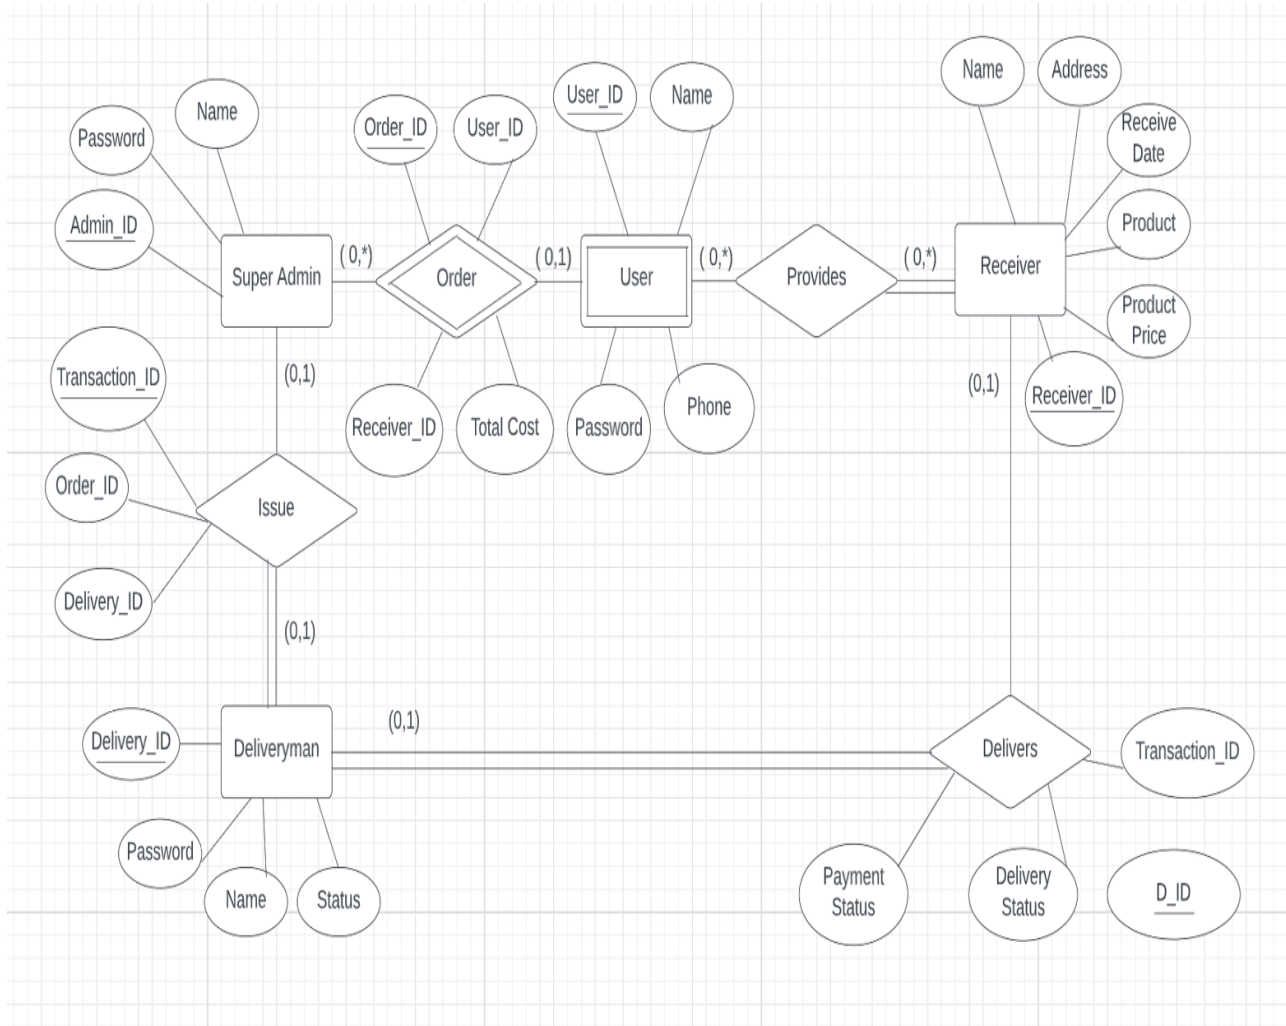 Name
Address
User_ID
Name
Name
Password
Order_ID
User_ID
Receive
Date
Admin_ID
Product
( 0,*)
(0,1)
( 0,*)
( 0,*)
Super Admin
Order
User
Provides
Receiver
Product
Price
Transaction_ID
(0,1)
(0,1)
Receiver_ID
Receiver_ID
Total Cost
Password
Phone
Order_ID
Issue
Delivery_ID
(0,1)
(0,1)
Delivery_ID
Deliveryman
Delivers
Transaction_ID
Password
Name
Status
Payment
Status
Delivery
Status
D_ID